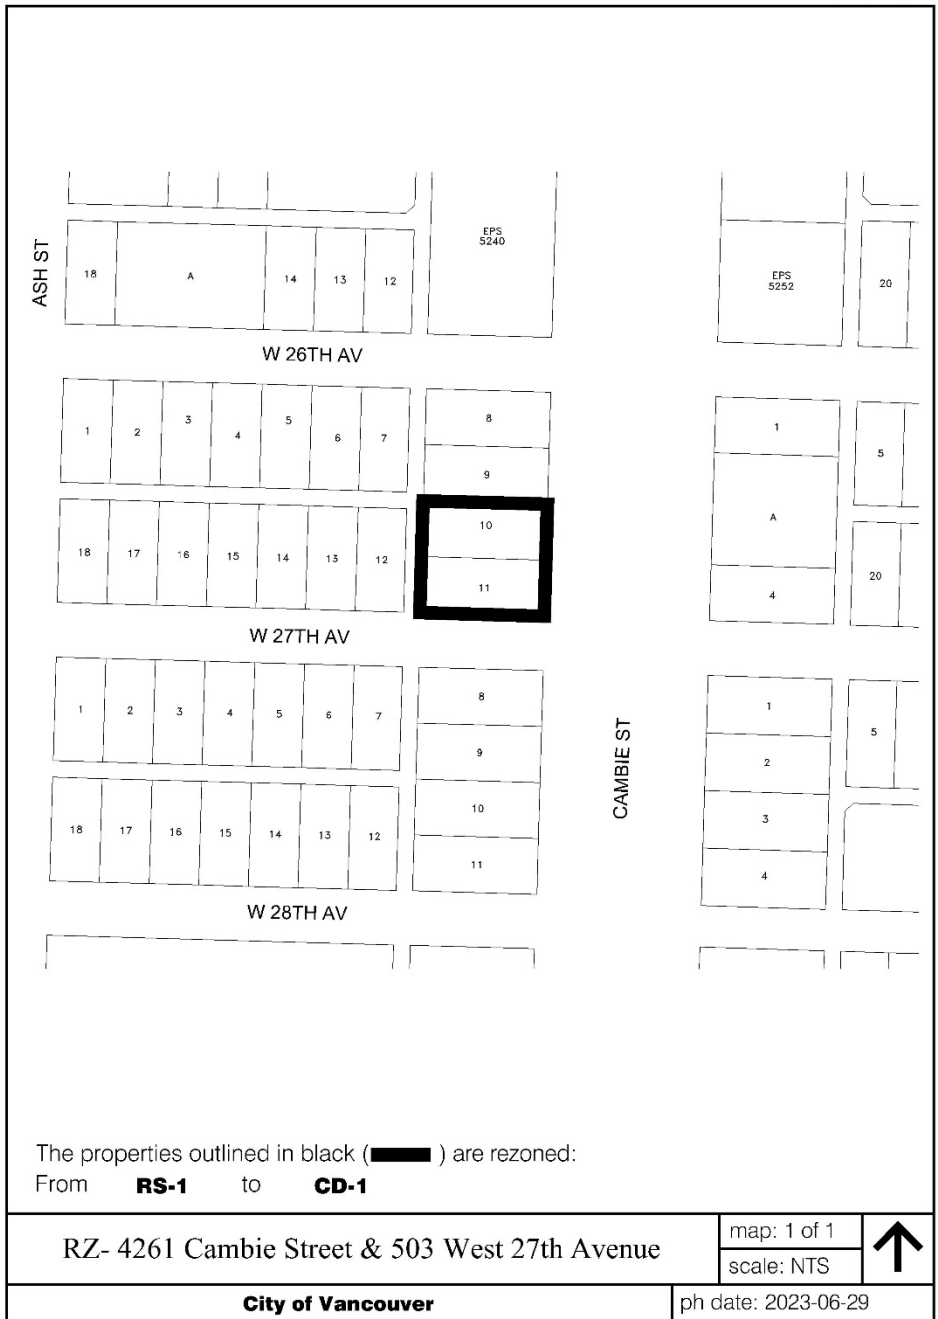 EPS
5240
EPS
5252
ASH ST
18 A 14 13 12 20
W 26TH AV
1 2 3 4 5 6 7 8 1 5
9
10 A
18 17 16 15 14 13 12 11 4 20
W 27TH AV
1 2 3 4 5 6 7 8 1 5
9 2
CAMBIE ST
18 17 16 15 14 13 12 10 3
11 4
W 28TH AV
The properties outlined in black ( ) are rezoned:
From RS-1 to CD-1
RZ- 4261 Cambie Street & 503 West 27th Avenue
map: 1 of 1
scale: NTS
City of Vancouver
ph date: 2023-06-29